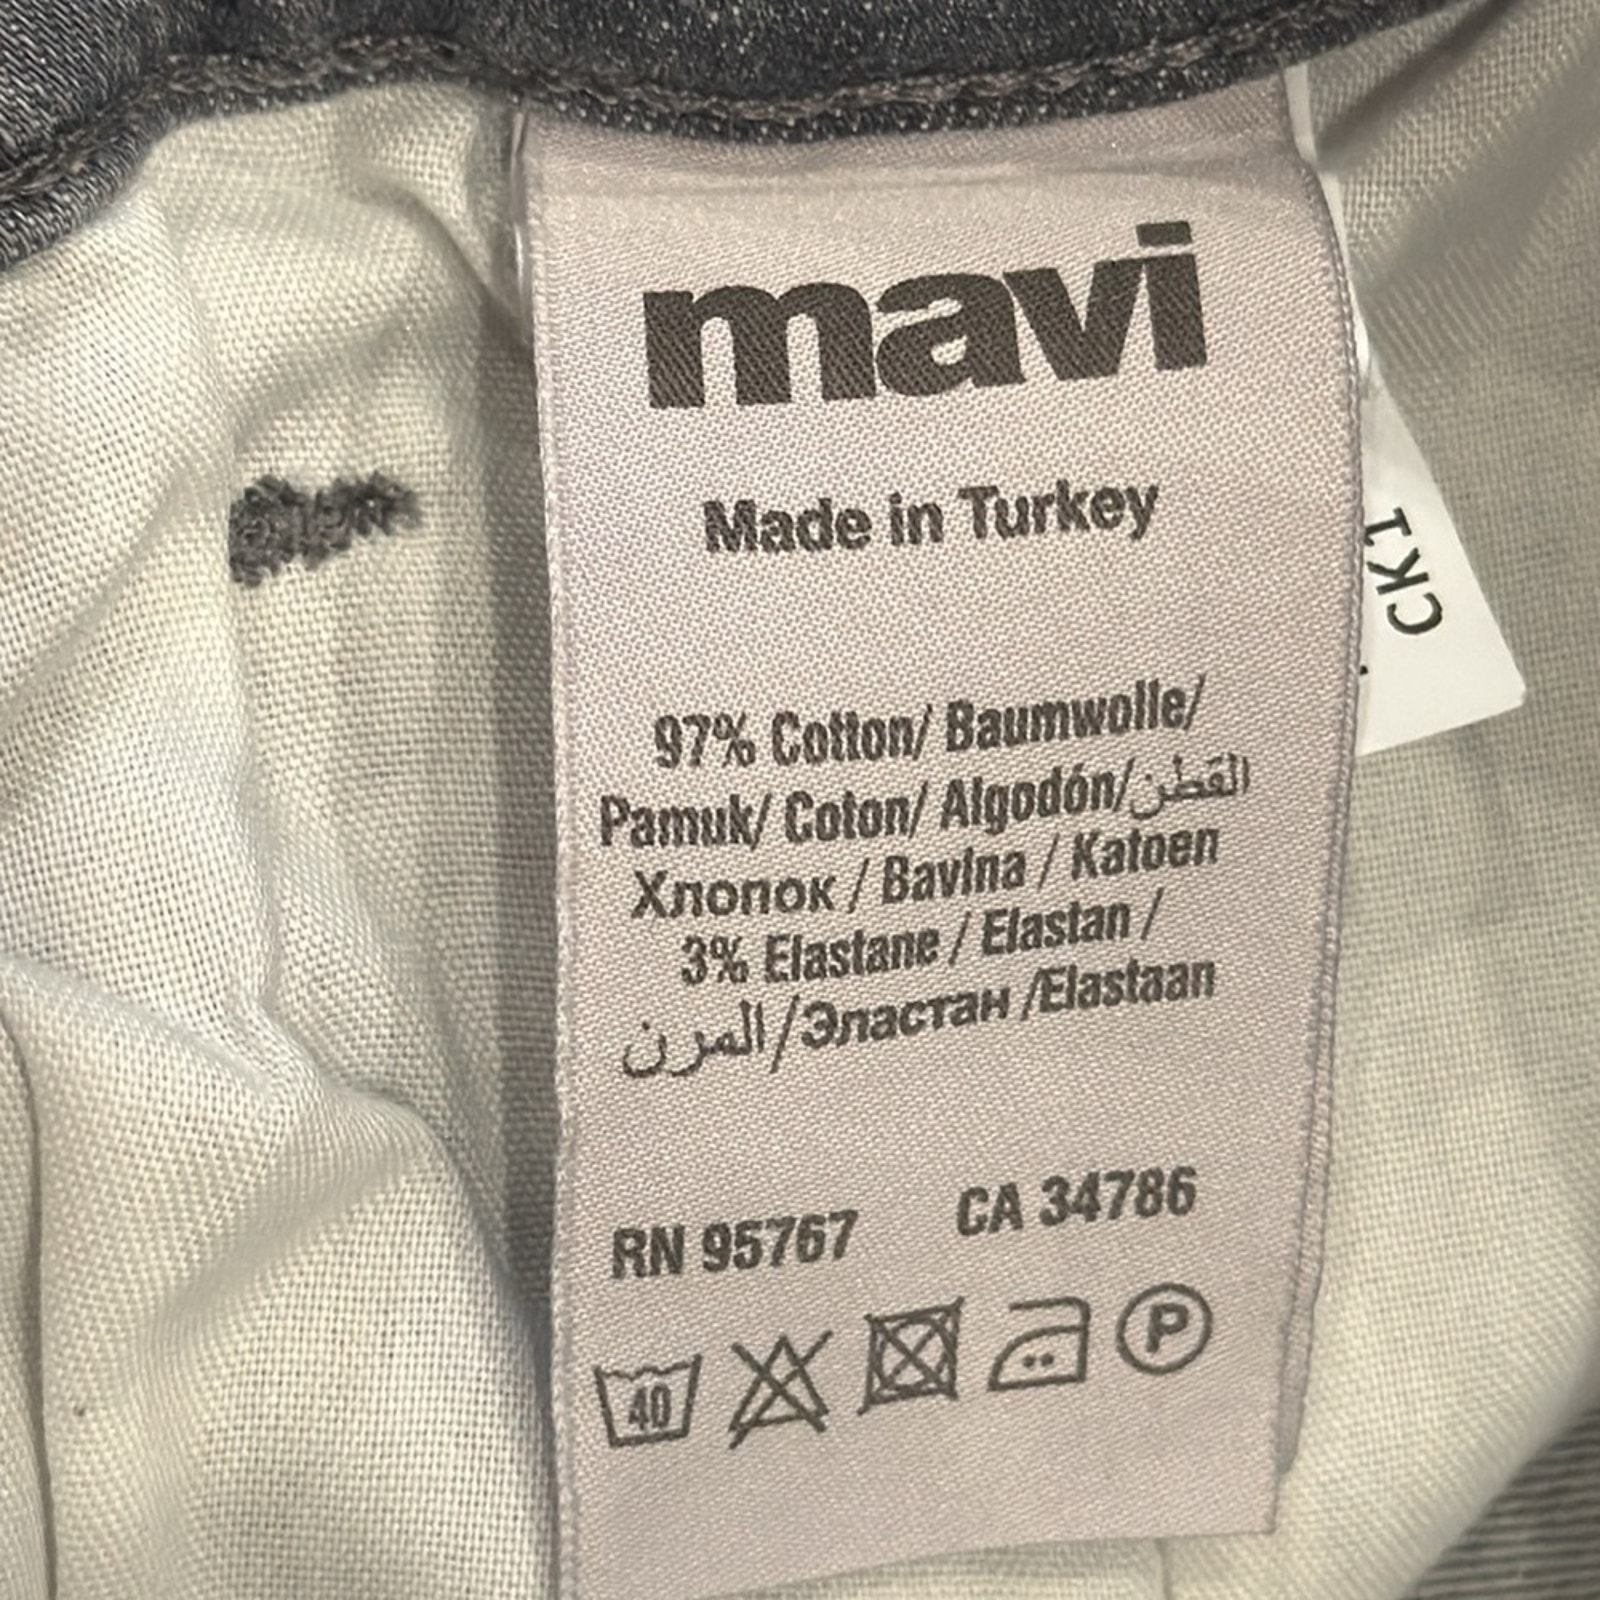 mavi
Made in Turkey
97% Cotton/ Baumwolle/
Pamuk/ Coton/ Algodón/القطن
Хлопок / Bavlna / Katoen
3% Elastane / Elastan /
المرن/Эластан /Elastaan
RN 95767 CA 34786
40 P
CK1